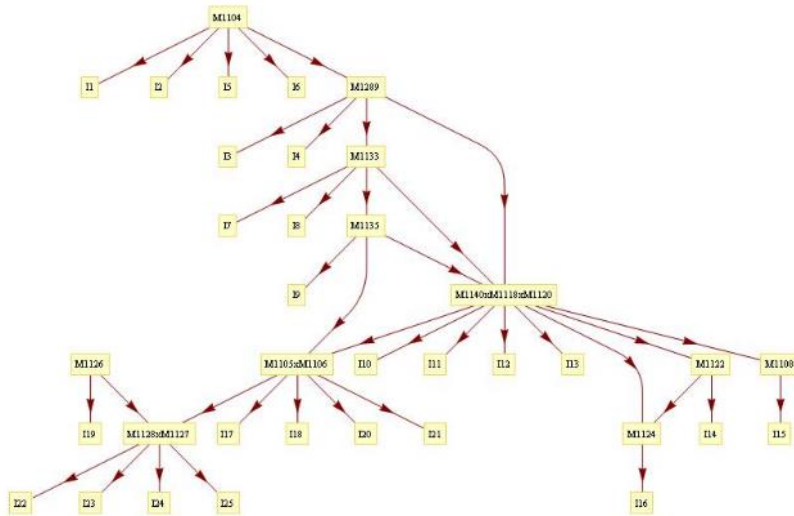 M1104
I1 I2 I5 I6 M1289
I3 I4 M1133
I7 I8 M1135
I9 M1140xM1118xM1120
M1126 M1105xM1106 I10 I11 I12 I13 M1122 M1108
I19 M1128xM1127 I17 I18 I20 I21 M1124 I14 I15
I22 I23 I24 I25 I16